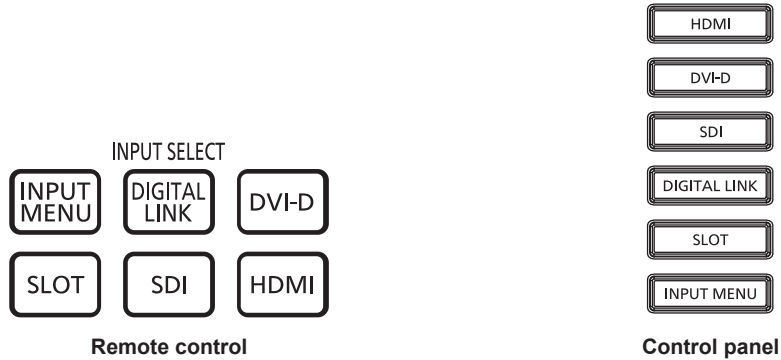 INPUT SELECT
INPUT
MENU
DIGITAL
LINK
DVI-D
SLOT
SDI
HDMI
Remote control
HDMI
DVI-D
SDI
DIGITAL LINK
SLOT
INPUT MENU
Control panel